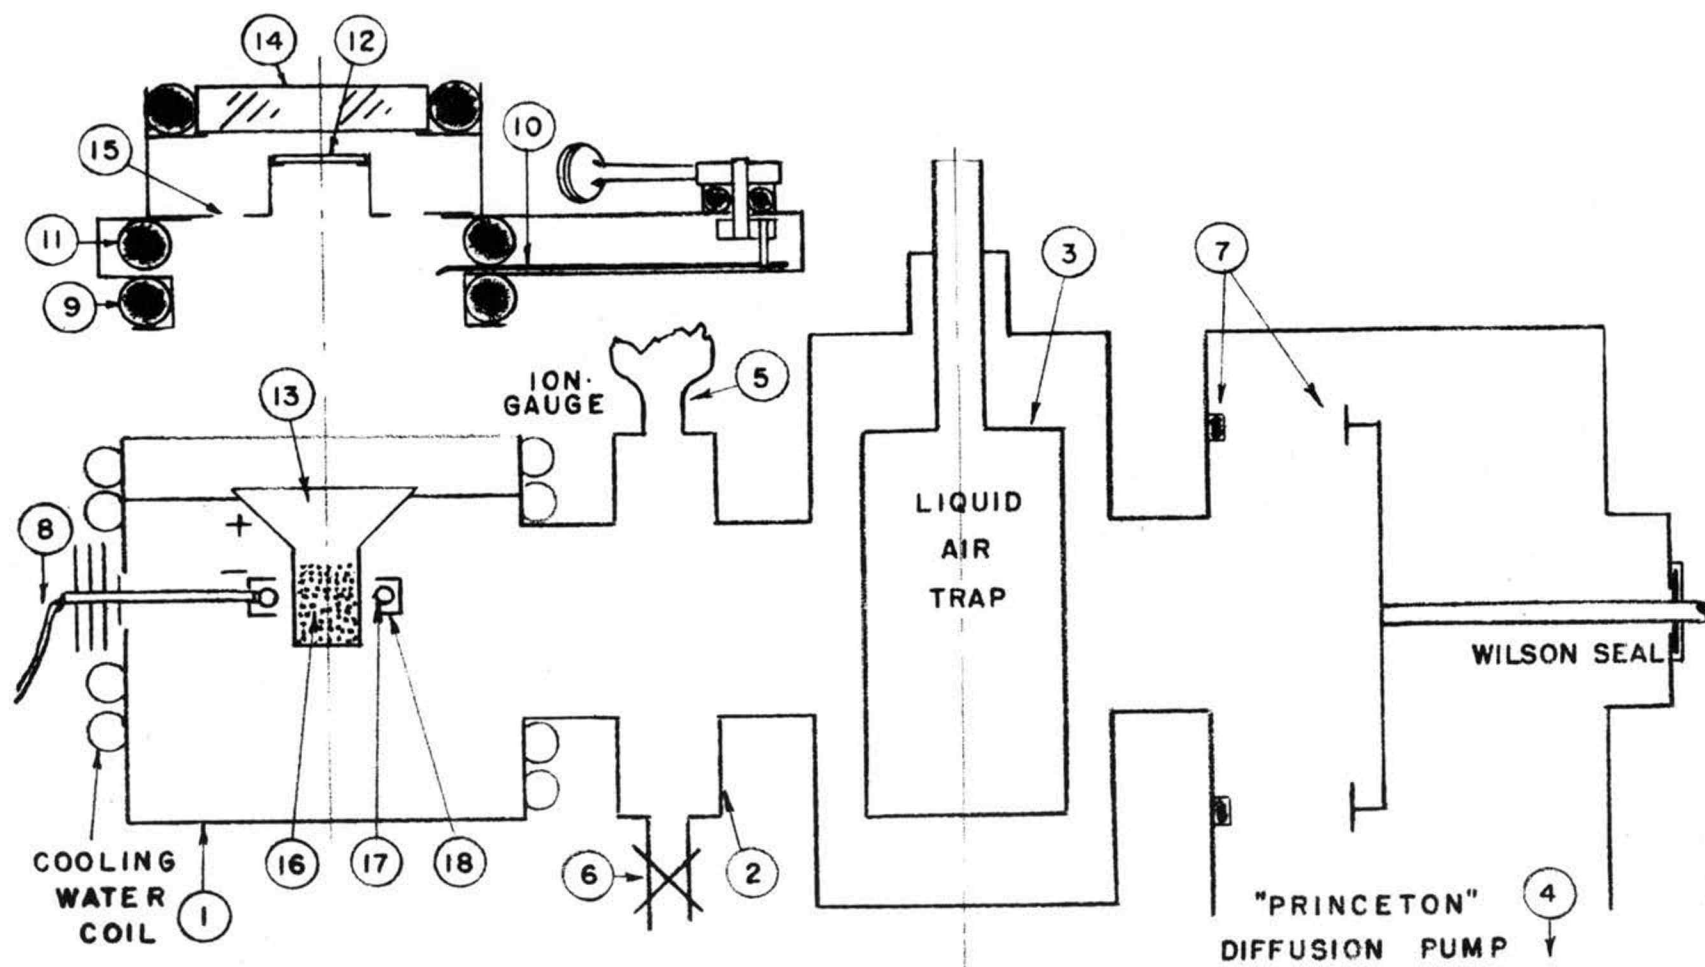 14
12
10
15
11
9
3
7
ION·
GAUGE
5
13
8
+
−
LIQUID
AIR
TRAP
WILSON SEAL
COOLING
WATER
COIL
1
16
17
18
6
2
"PRINCETON"
DIFFUSION PUMP
4